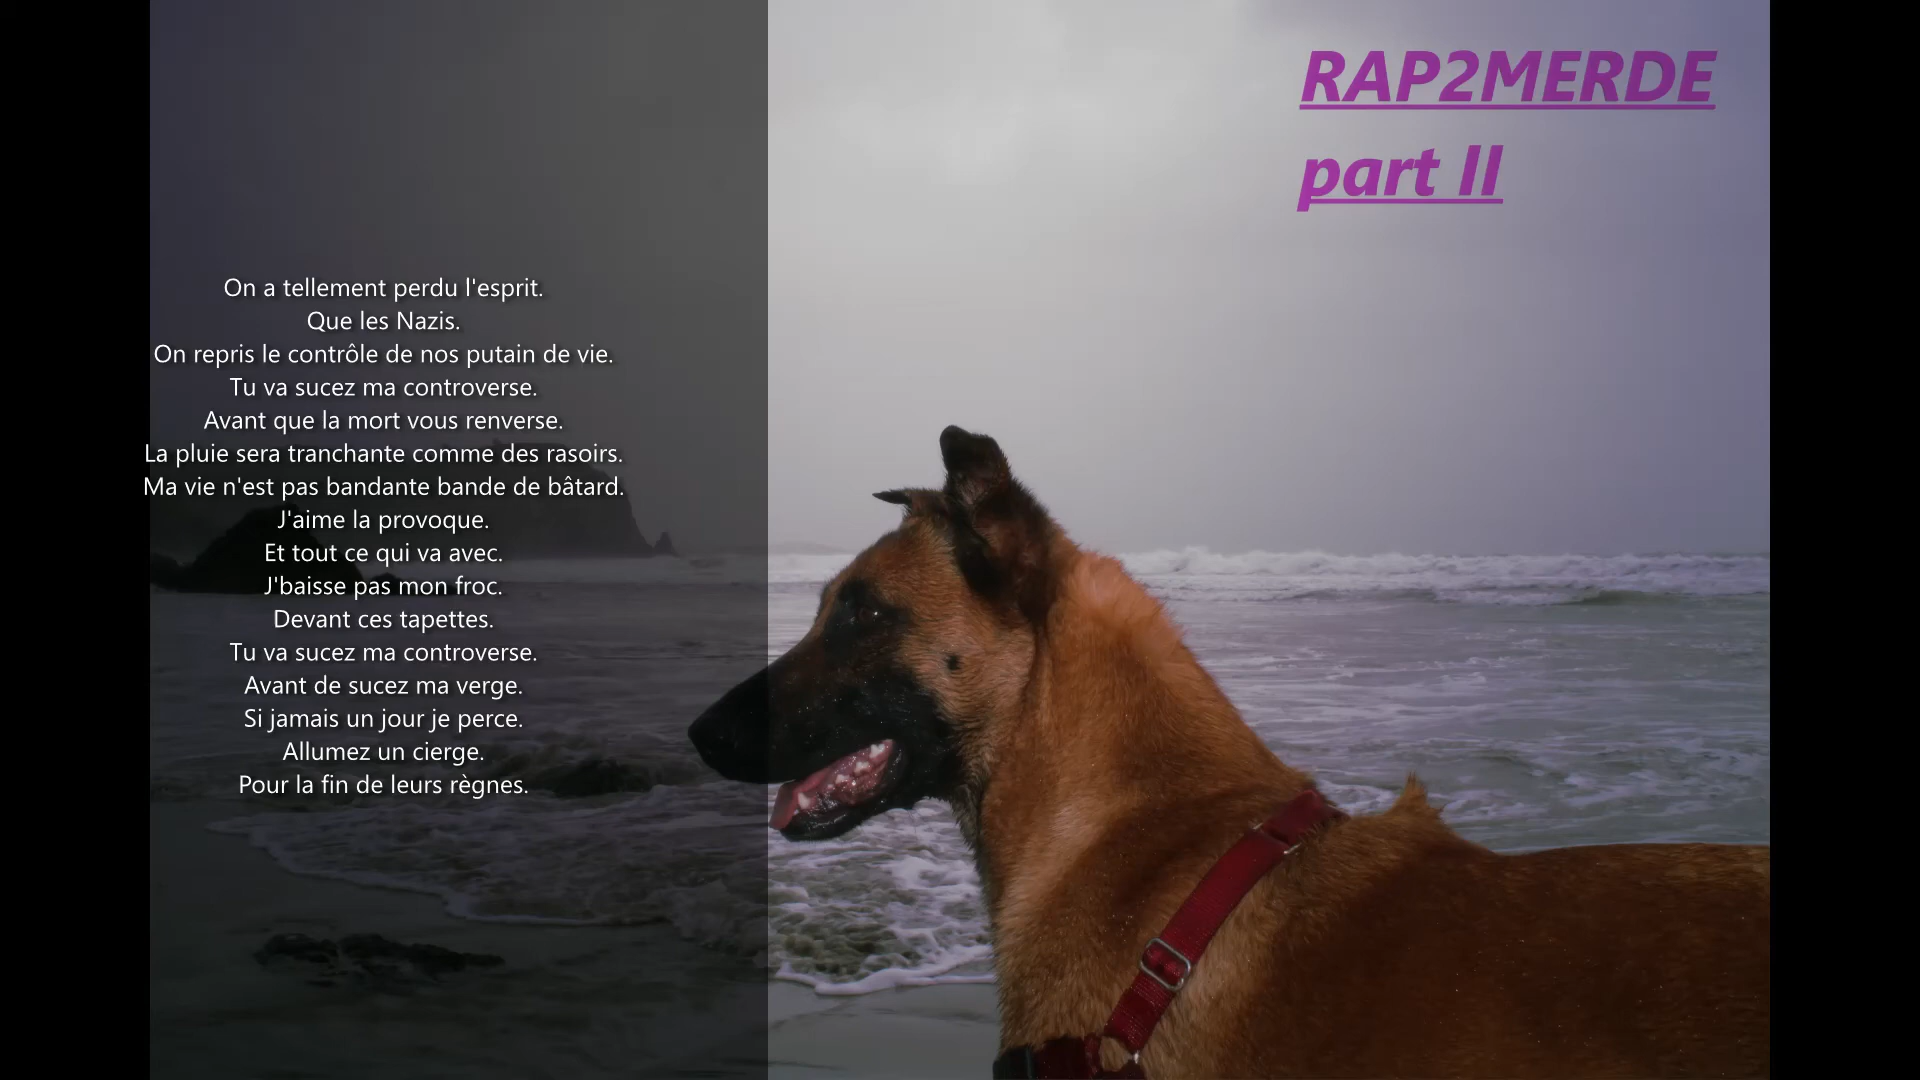 RAP2MERDE
part II
On a tellement perdu l'esprit.
Que les Nazis.
On repris le contrôle de nos putain de vie.
Tu va sucez ma controverse.
Avant que la mort vous renverse.
La pluie sera tranchante comme des rasoirs.
Ma vie n'est pas bandante bande de bâtard.
J'aime la provoque.
Et tout ce qui va avec.
J'baisse pas mon froc.
Devant ces tapettes.
Tu va sucez ma controverse.
Avant de sucez ma verge.
Si jamais un jour je perce.
Allumez un cierge.
Pour la fin de leurs règnes.